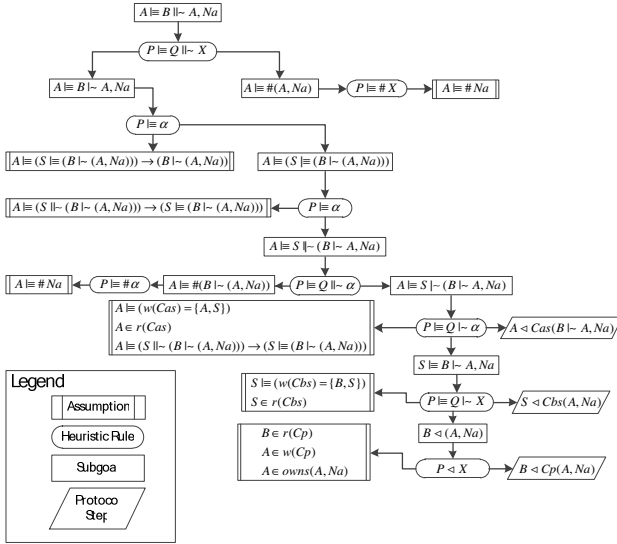 A |≡ B ||~ A, Na
P |≡ Q ||~ X
A |≡ B |~ A, Na
A |≡ #(A, Na)
P |≡ # X
A |≡ # Na
P |≡ α
A |≡ (S |≡ (B |~ (A, Na))) → (B |~ (A, Na))
A |≡ (S |≡ (B |~ (A, Na)))
A |≡ (S ||~ (B |~ (A, Na))) → (S |≡ (B |~ (A, Na)))
P |≡ α
A |≡ S ||~ (B |~ A, Na)
A |≡ # Na
P |≡ # α
A |≡ #(B |~ (A, Na))
P |≡ Q ||~ α
A |≡ S |~ (B |~ A, Na)
A |≡ (w(Cas) = {A, S})
A ∈ r(Cas)
A |≡ (S ||~ (B |~ (A, Na))) → (S |≡ (B |~ (A, Na)))
P |≡ Q |~ α
A ◁ Cas(B |~ A, Na)
S |≡ B |~ A, Na
S |≡ (w(Cbs) = {B, S})
S ∈ r(Cbs)
P |≡ Q |~ X
S ◁ Cbs(A, Na)
B ◁ (A, Na)
B ∈ r(Cp)
A ∈ w(Cp)
A ∈ owns(A, Na)
P ◁ X
B ◁ Cp(A, Na)
Legend
Assumption
Heuristic Rule
Subgoa
Protoco
Step